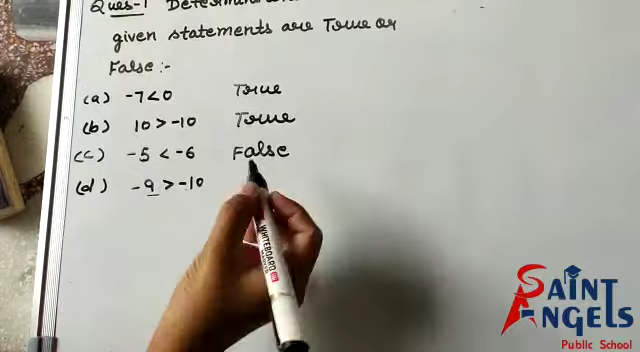 Ques-1
given statements are True or
False:-
(a) -7<0 True
(b) 10 > -10 True
(c) -5 < -6 False
(d) -9 > -10
WHITEBOARD
SAINT
ANGELS
Public School